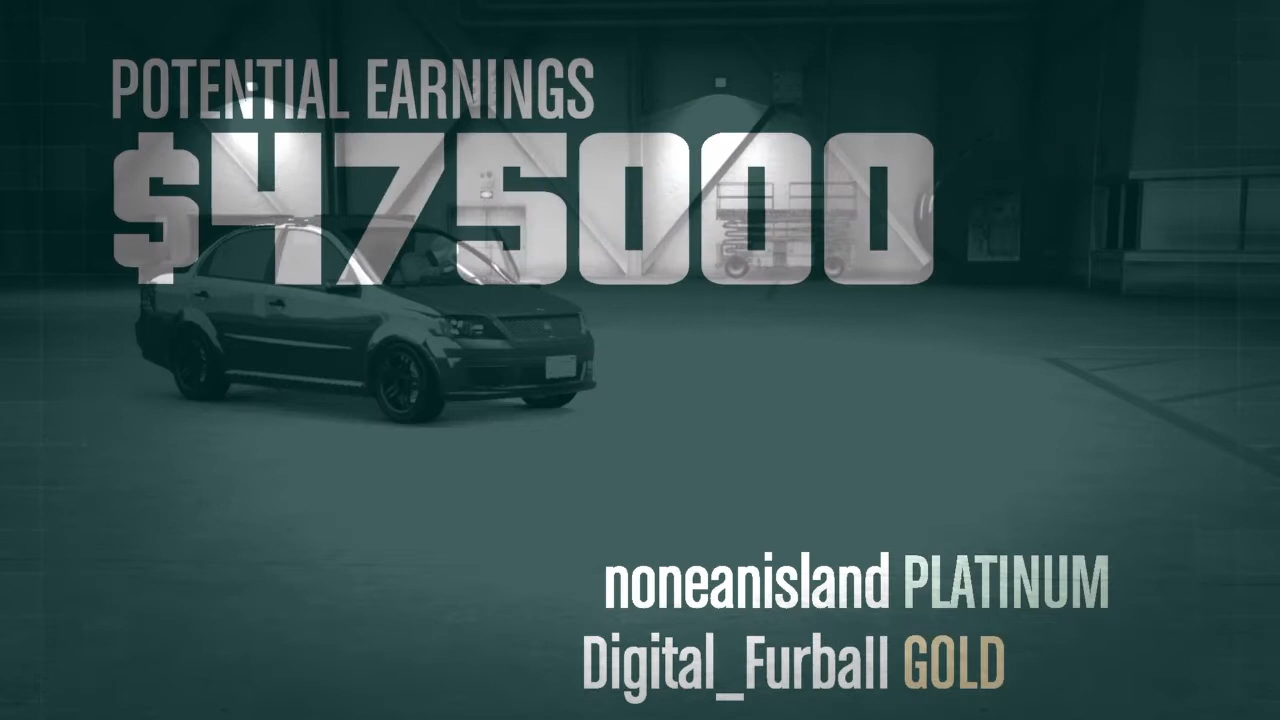 POTENTIAL EARNINGS
$475000
noneanisland PLATINUM
Digital_Furball GOLD